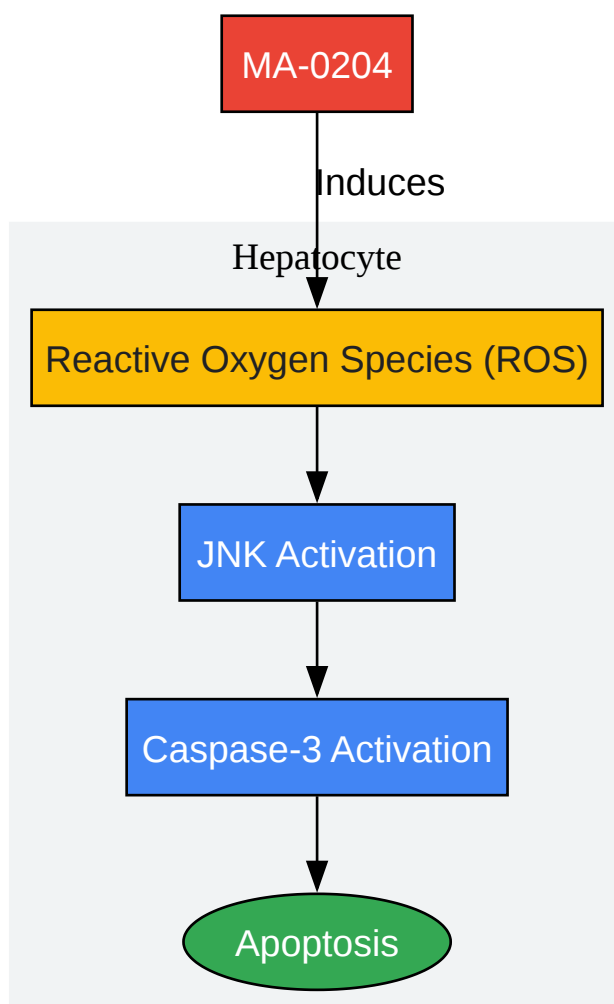 MA-0204
Induces
Hepatocyte
Reactive Oxygen Species (ROS)
JNK Activation
Caspase-3 Activation
Apoptosis